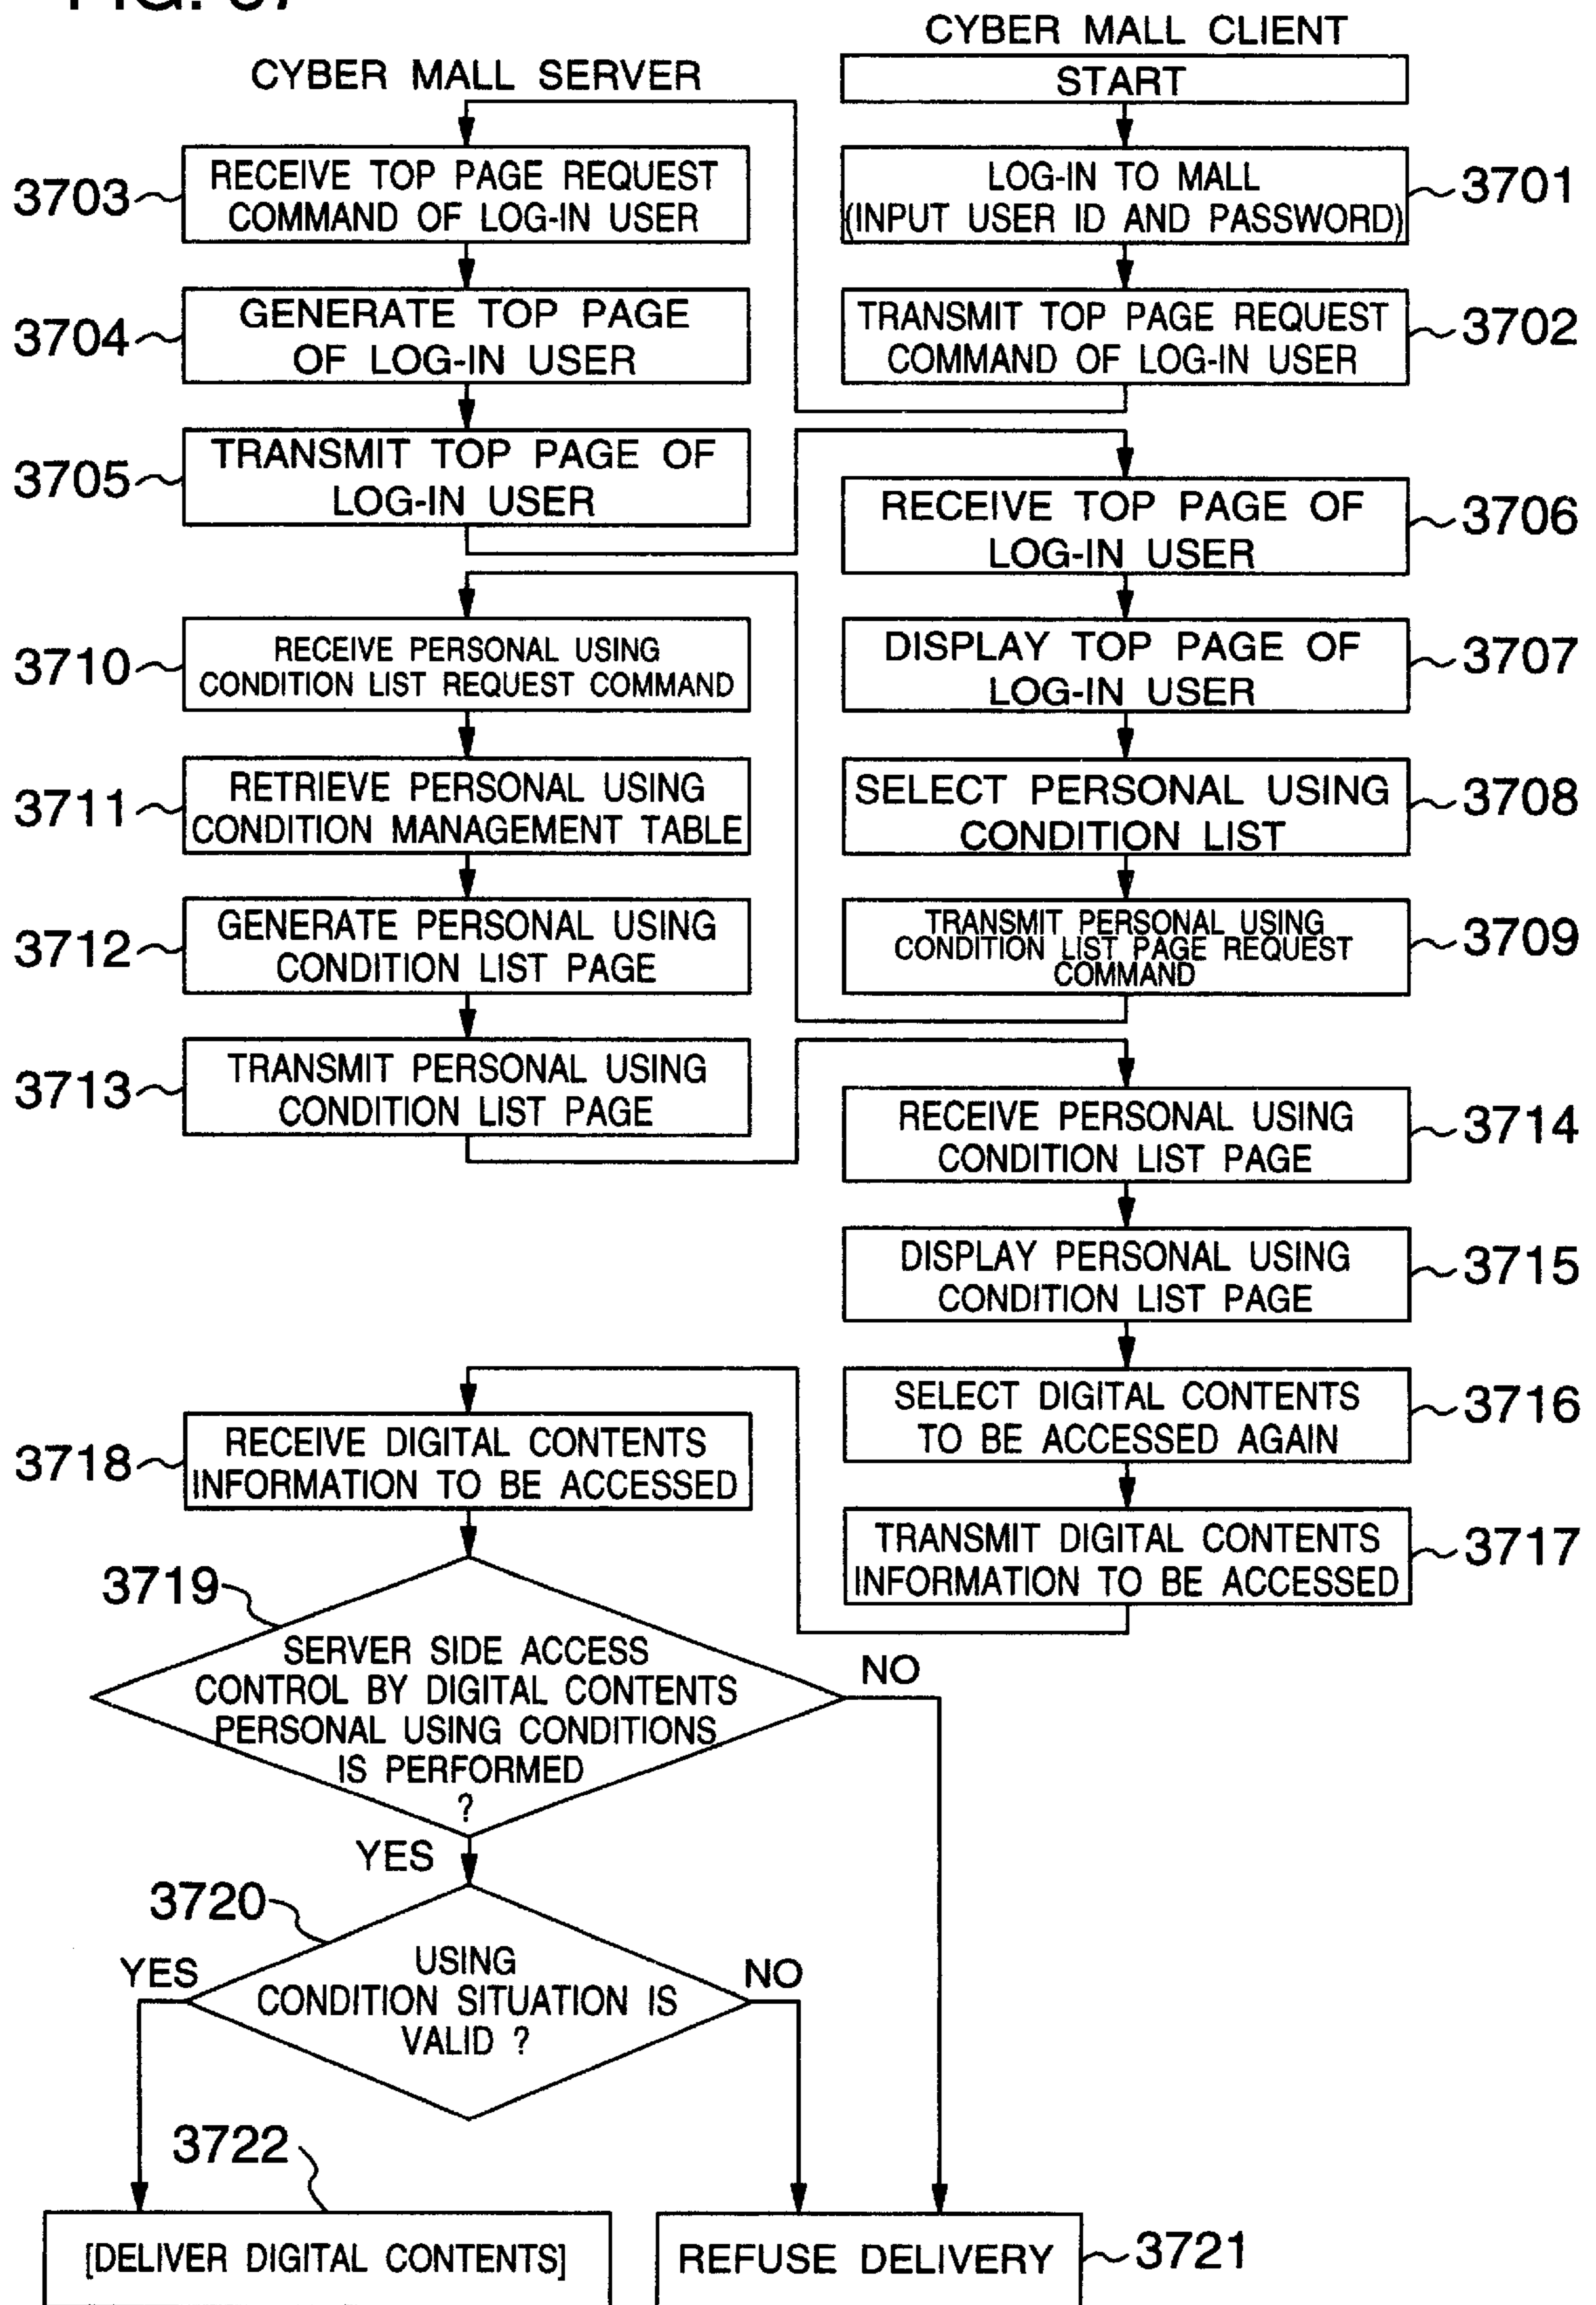 FIG. 37
CYBER MALL CLIENT
START
CYBER MALL SERVER
LOG-IN TO MALL
(INPUT USER ID AND PASSWORD)
3701
TRANSMIT TOP PAGE REQUEST
COMMAND OF LOG-IN USER
3702
RECEIVE TOP PAGE REQUEST
COMMAND OF LOG-IN USER
3703
GENERATE TOP PAGE
OF LOG-IN USER
3704
TRANSMIT TOP PAGE OF
LOG-IN USER
3705
RECEIVE TOP PAGE OF
LOG-IN USER
3706
DISPLAY TOP PAGE OF
LOG-IN USER
3707
SELECT PERSONAL USING
CONDITION LIST
3708
TRANSMIT PERSONAL USING
CONDITION LIST PAGE REQUEST
COMMAND
3709
RECEIVE PERSONAL USING
CONDITION LIST REQUEST COMMAND
3710
RETRIEVE PERSONAL USING
CONDITION MANAGEMENT TABLE
3711
GENERATE PERSONAL USING
CONDITION LIST PAGE
3712
TRANSMIT PERSONAL USING
CONDITION LIST PAGE
3713
RECEIVE PERSONAL USING
CONDITION LIST PAGE
3714
DISPLAY PERSONAL USING
CONDITION LIST PAGE
3715
SELECT DIGITAL CONTENTS
TO BE ACCESSED AGAIN
3716
TRANSMIT DIGITAL CONTENTS
INFORMATION TO BE ACCESSED
3717
RECEIVE DIGITAL CONTENTS
INFORMATION TO BE ACCESSED
3718
3719
SERVER SIDE ACCESS
CONTROL BY DIGITAL CONTENTS
PERSONAL USING CONDITIONS
IS PERFORMED
?
NO
YES
3720
USING
CONDITION SITUATION IS
VALID ?
YES
NO
3722
[DELIVER DIGITAL CONTENTS]
REFUSE DELIVERY
3721